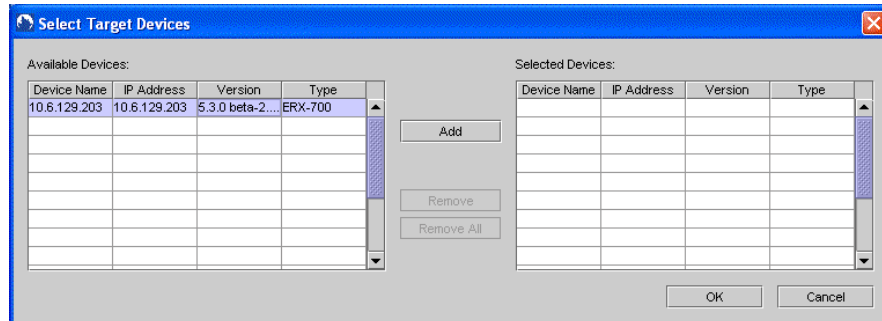 Select Target Devices
Available Devices:
Selected Devices:
Device Name IP Address Version Type
10.6.129.203 10.6.129.203 5.3.0 beta-2.... ERX-700
Device Name IP Address Version Type
Add
Remove
Remove All
OK Cancel